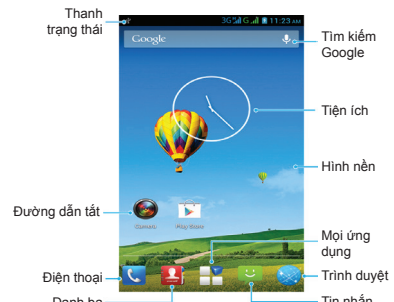 Thanh
trạng thái
3G G 11:23 AM
Google
Tìm kiếm
Google
Tiện ích
Hình nền
Đường dẫn tắt
Camera
Play Store
Mọi ứng
dụng
Điện thoại
Trình duyệt
Danh bạ
Tin nhắn